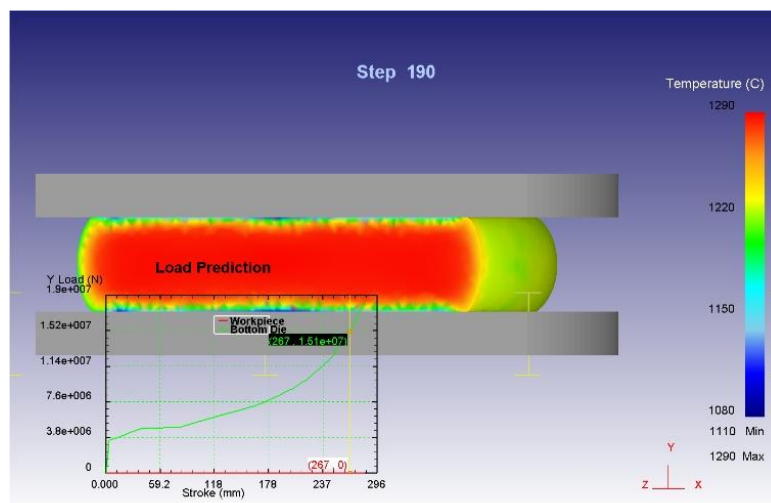 Step 190
Temperature (C)
1290
1220
1150
1080
1110 Min
1290 Max
Load Prediction
Y Load (N)
1.9e+007
1.52e+007
1.14e+007
7.6e+006
3.8e+006
0
Workpiece
Bottom Die
(267, 1.51e+07)
(267, 0)
0.000 59.2 118 178 237 296
Stroke (mm)
Y
Z X